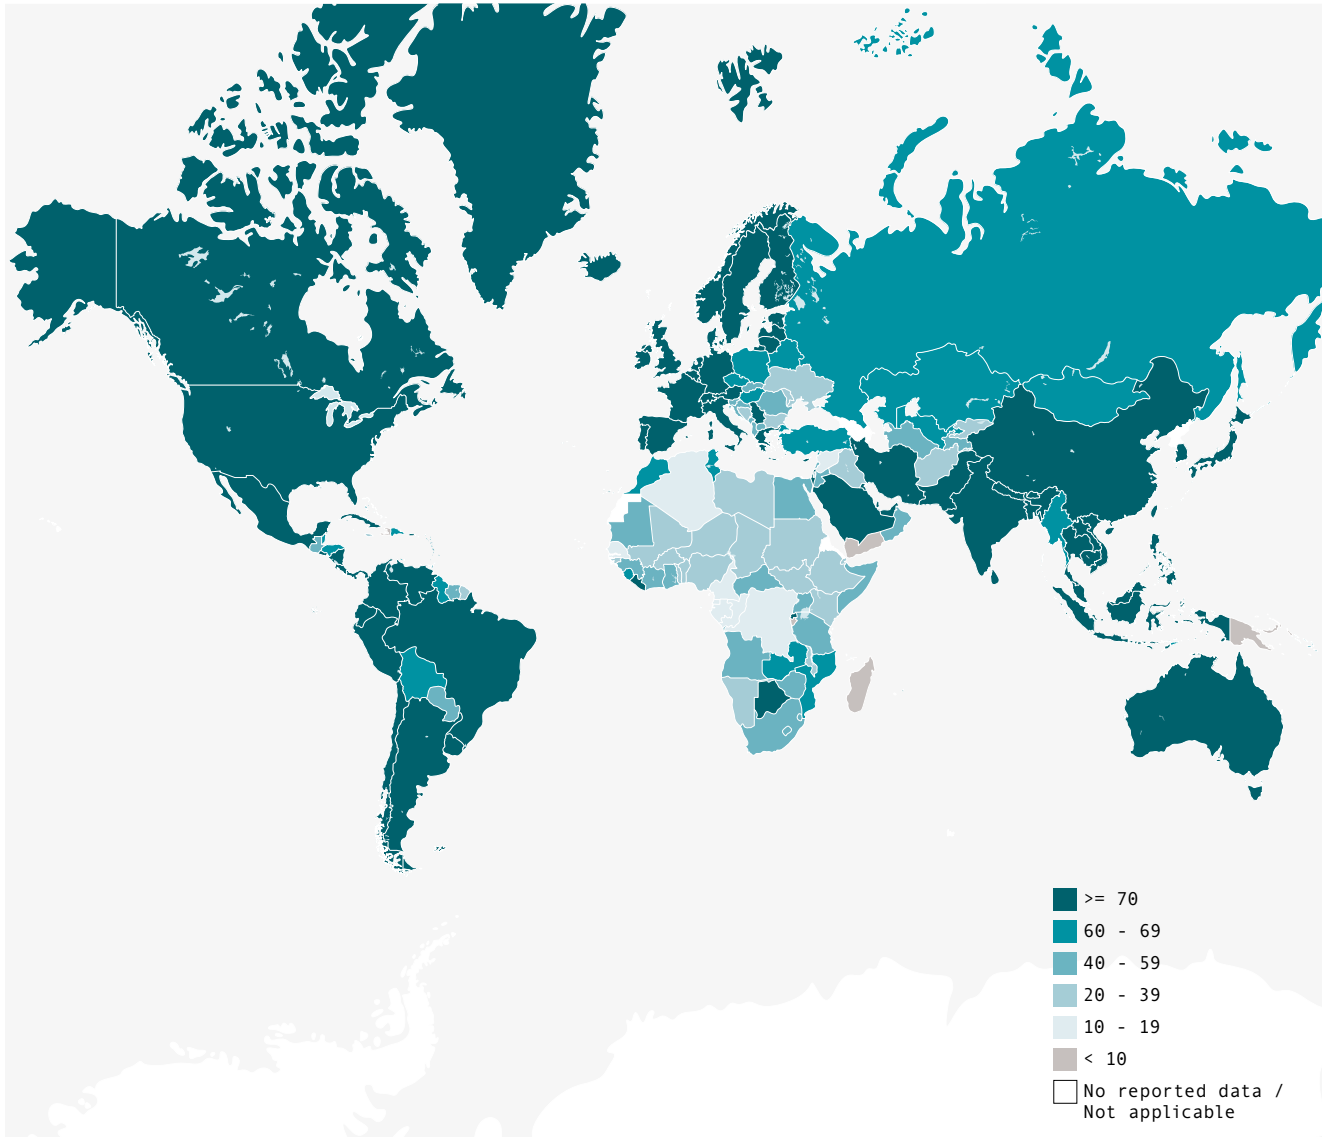 >= 70
60 - 69
40 - 59
20 - 39
10 - 19
< 10
No reported data /
Not applicable